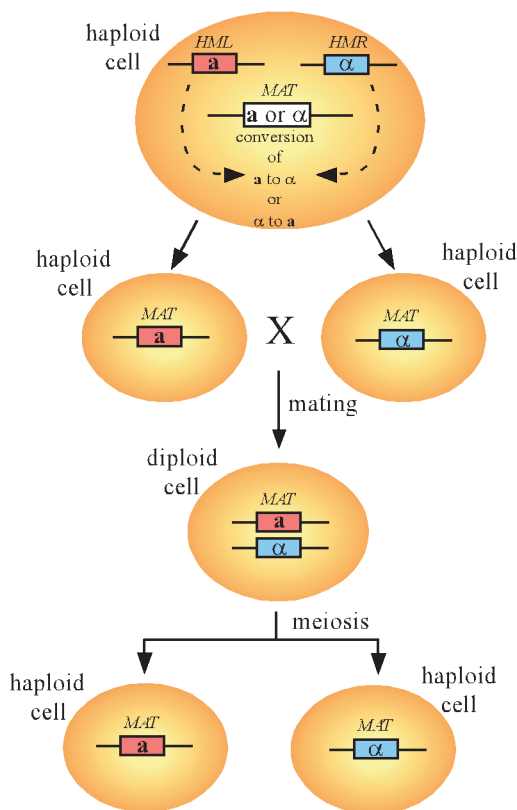 haploid
cell
HML
HMR
a
α
MAT
a or α
conversion
of
a to α
or
α to a
haploid
cell
haploid
cell
MAT
a
X
MAT
α
mating
diploid
cell
MAT
a
α
meiosis
haploid
cell
haploid
cell
MAT
a
MAT
α